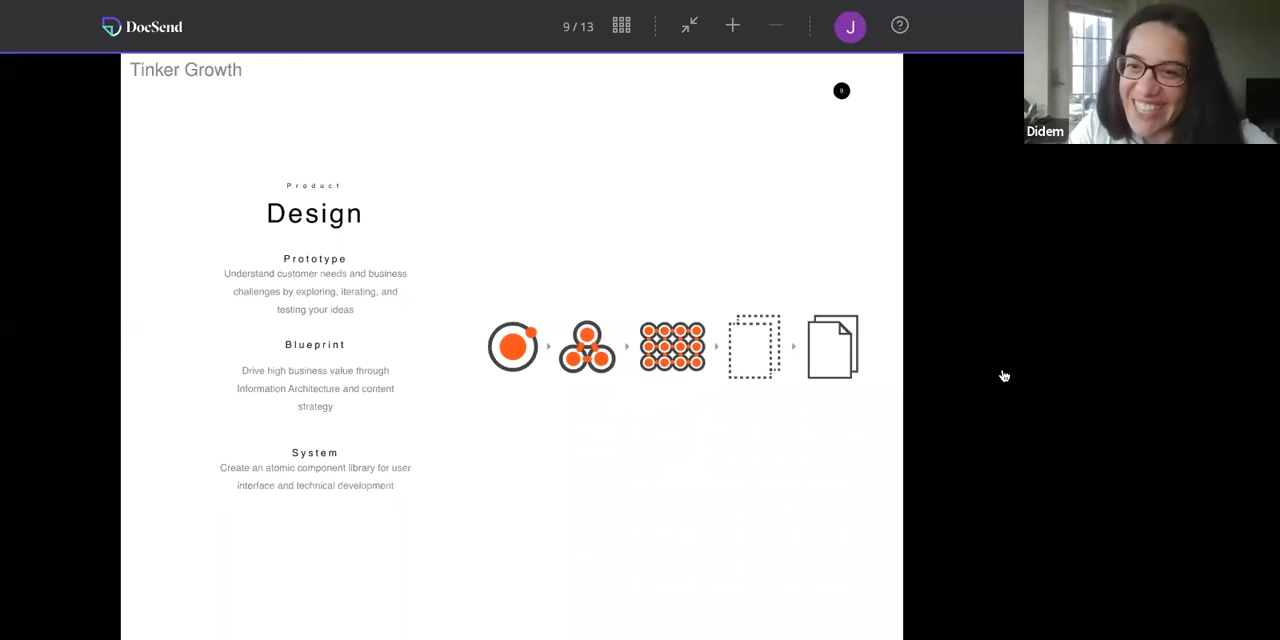 DocSend
9 / 13
J
Didem
Tinker Growth
9
Product
Design
Prototype
Understand customer needs and business
challenges by exploring, iterating, and
testing your ideas
Blueprint
Drive high business value through
Information Architecture and content
strategy
System
Create an atomic component library for user
interface and technical development